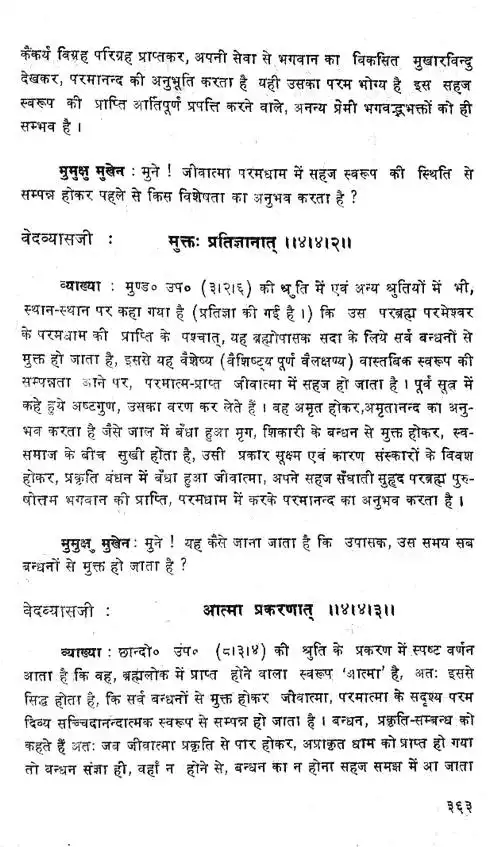 कैंकर्य विग्रह परिग्रह प्राप्तकर, अपनी सेवा से भगवान का विकसित मुखारविन्दु
देखकर, परमानन्द की अनुभूति करता है यही उसका परम भोग्य है इस सहज
स्वरूप की प्राप्ति आर्तिपूर्ण प्रपत्ति करने वाले, अनन्य प्रेमी भगवद्भक्तों को ही
सम्भव है ।
मुमुक्षु मुखेन : मुने ! जीवात्मा परमधाम में सहज स्वरूप की स्थिति से
सम्पन्न होकर पहले से किस विशेषता का अनुभव करता है ?
वेदव्यासजी : मुक्तः प्रतिज्ञानात् ।।४।४।२।।
व्याख्या : मुण्ड० उप० (३।२।६) की श्रुति में एवं अन्य श्रुतियों में भी,
स्थान-स्थान पर कहा गया है (प्रतिज्ञा की गई है ।) कि उस परब्रह्म परमेश्वर
के परमधाम की प्राप्ति के पश्चात्, यह ब्रह्मोपासक सदा के लिये सर्व बन्धनों से
मुक्त हो जाता है, इससे यह वैशेष्य (वैशिष्ट्य पूर्ण वैलक्षण्य) वास्तबिक स्वरूप की
सम्पन्नता आने पर, परमात्म-प्राप्त जीवात्मा में सहज हो जाता है । पूर्व सूत्र में
कहे हुये अष्टगुण, उसका वरण कर लेते हैं । वह अमृत होकर,अमृतानन्द का अनु-
भव करता है जैसे जाल में बँधा हुआ मृग, शिकारी के बन्धन से मुक्त होकर, स्व-
समाज के बीच सुखी होता है, उसी प्रकार सूक्ष्म एवं कारण संस्कारों के विवश
होकर, प्रकृति बंधन में बँधा हुआ जीवात्मा, अपने सहज सँघाती सुहृद परब्रह्म पुरु-
षोत्तम भगवान की प्राप्ति, परमधाम में करके परमानन्द का अनुभव करता है ।
मुमुक्षु मुखेन : मुने ! यह कैसे जाना जाता है कि उपासक, उस समय सब
बन्धनों से मुक्त हो जाता है ?
वेदव्यासजी : आत्मा प्रकरणात् ।।४।४।३।।
व्याख्या : छान्दो० उंप० (८।३।४) की श्रुति के प्रकरण में स्पष्ट वर्णन
आता है कि वह, ब्रह्मलोक में प्राप्त होने वाला स्वरूप 'आत्मा' है, अतः इससे
सिद्ध होता है, कि सर्व बन्धनों से मुक्त होकर जीवात्मा, परमात्मा के सदृश्य परम
दिव्य सच्चिदानन्दात्मक स्वरूप से सम्पन्न हो जाता है । बन्धन, प्रकृति-सम्बन्ध को
कहते हैं अतः जब जीवात्मा प्रकृति से पार होकर, अप्राकृत धाम को प्राप्त हो गया
तो बन्धन संज्ञा ही, वहाँ न होने से, बन्धन का न होना सहज समझ में आ जाता
३६३